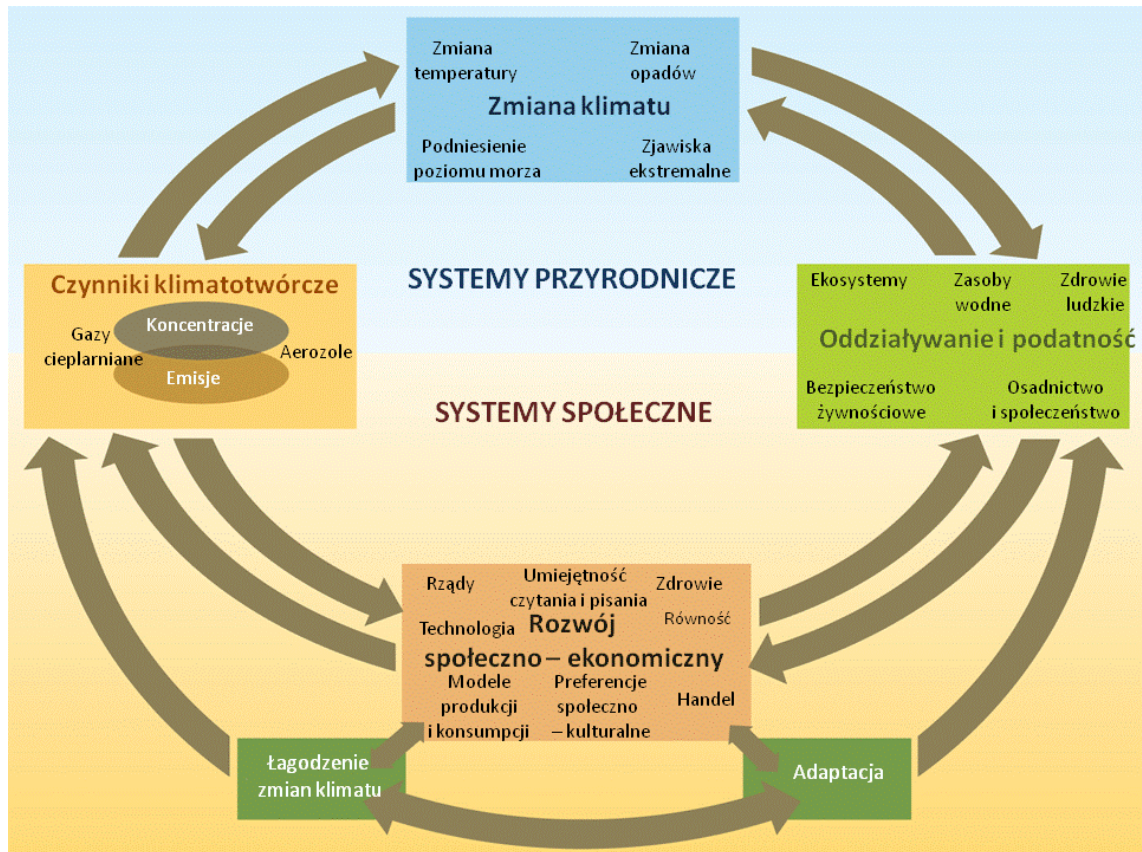 Zmiana
temperatury
Zmiana
opadów
Zmiana klimatu
Podniesienie
poziomu morza
Zjawiska
ekstremalne
Czynniki klimatotwórcze
Koncentracje
Gazy
cieplarniane
Aerozole
Emisje
SYSTEMY PRZYRODNICZE
SYSTEMY SPOŁECZNE
Ekosystemy
Zasoby
wodne
Zdrowie
ludzkie
Oddziaływanie i podatność
Bezpieczeństwo
żywnościowe
Osadnictwo
i społeczeństwo
Rządy
Umiejętność
czytania i pisania
Zdrowie
Technologia
Rozwój
Równość
społeczno – ekonomiczny
Modele
produkcji
i konsumpcji
Preferencje
społeczno
– kulturalne
Handel
Łagodzenie
zmian klimatu
Adaptacja